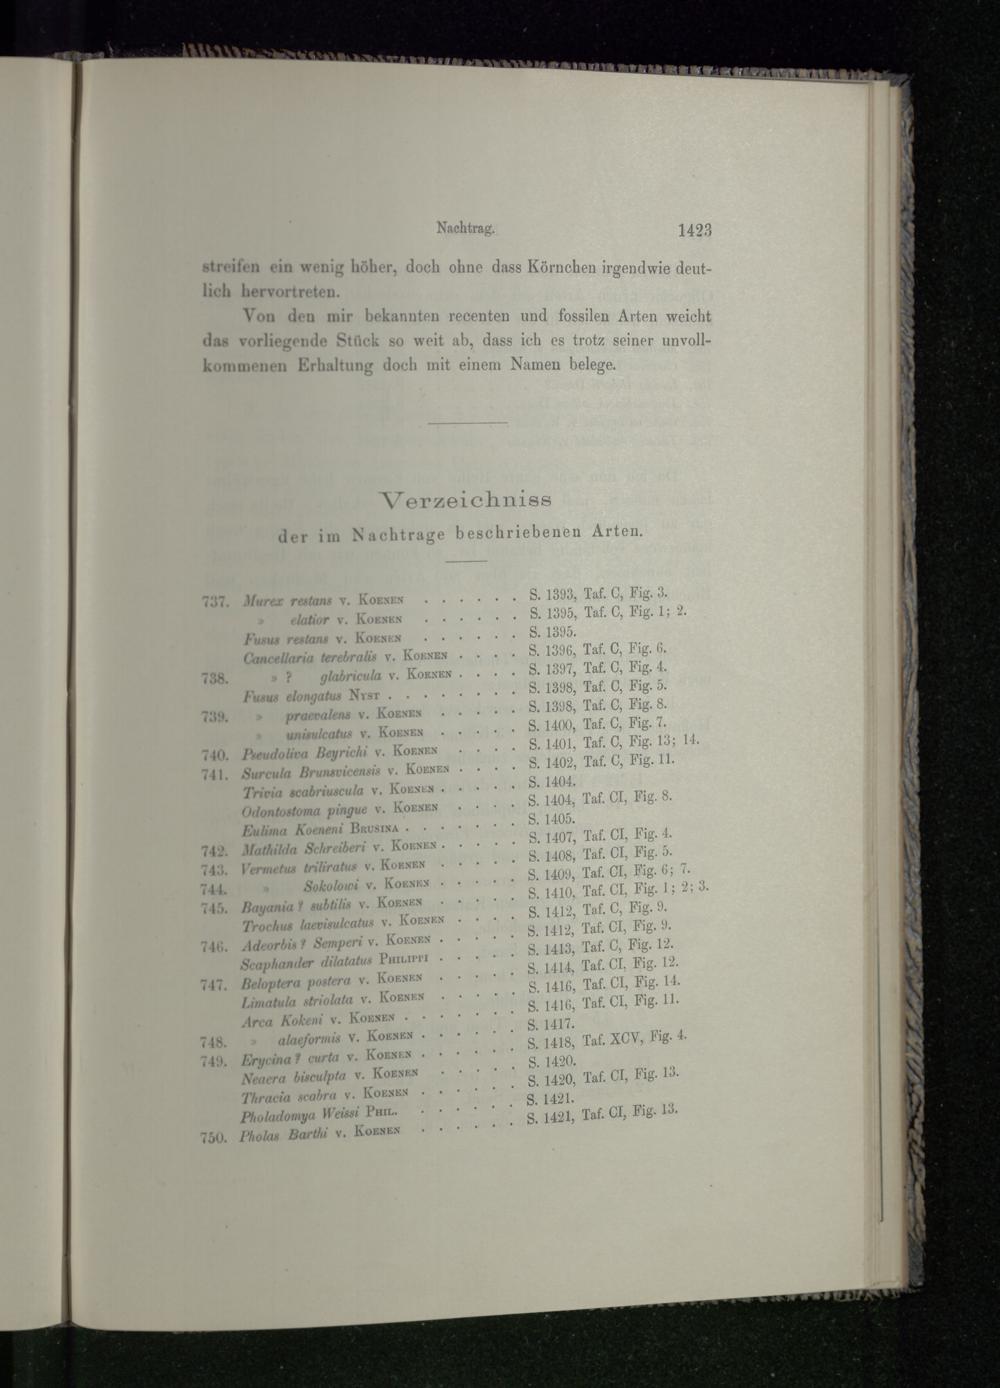 Nachtrag. 1423
streifen ein wenig höher, doch ohne dass Körnchen irgendwie deut-
lich hervortreten.
Von den mir bekannten recenten und fossilen Arten weicht
das vorliegende Stück so weit ab, dass ich es trotz seiner unvoll-
kommenen Erhaltung doch mit einem Namen belege.
Verzeichniss
der im Nachtrage beschriebenen Arten.
737. Murex restans v. Koenen . . . . . . S. 1393, Taf. C, Fig. 3.
» elatior v. Koenen . . . . . . S. 1395, Taf. C, Fig. 1; 2.
Fusus restans v. Koenen . . . . . . S. 1395.
Cancellaria terebralis v. Koenen . . . . S. 1396, Taf. C, Fig. 6.
738. » ? glabricula v. Koenen . . . . S. 1397, Taf. C, Fig. 4.
Fusus elongatus Nyst . . . . . . . . S. 1398, Taf. C, Fig. 5.
739. » praevalens v. Koenen . . . . . S. 1398, Taf. C, Fig. 8.
» unisulcatus v. Koenen . . . . . S. 1400, Taf. C, Fig. 7.
740. Pseudoliva Beyrichi v. Koenen . . . . S. 1401, Taf. C, Fig. 13; 14.
741. Surcula Brunsvicensis v. Koenen . . . . S. 1402, Taf. C, Fig. 11.
Trivia scabriuscula v. Koenen . . . . . S. 1404.
Odontostoma pingue v. Koenen . . . . S. 1404, Taf. CI, Fig. 8.
Eulima Koeneni Brusina . . . . . . . S. 1405.
742. Mathilda Schreiberi v. Koenen . . . . . S. 1407, Taf. CI, Fig. 4.
743. Vermetus triliratus v. Koenen . . . . . S. 1408, Taf. CI, Fig. 5.
744. » Sokolowi v. Koenen . . . . . S. 1409, Taf. CI, Fig. 6; 7.
745. Bayania? subtilis v. Koenen . . . . . S. 1410, Taf. CI, Fig. 1; 2; 3.
Trochus laevisulcatus v. Koenen . . . . S. 1412, Taf. C, Fig. 9.
746. Adeorbis? Semperi v. Koenen . . . . . S. 1412, Taf. CI, Fig. 9.
Scaphander dilatatus Philippi . . . . . S. 1413, Taf. C, Fig. 12.
747. Beloptera postera v. Koenen . . . . . S. 1414, Taf. CI, Fig. 12.
Limatula striolata v. Koenen . . . . . S. 1416, Taf. CI, Fig. 14.
Arca Kokeni v. Koenen . . . . . . . S. 1416, Taf. CI, Fig. 11.
748. » alaeformis v. Koenen . . . . . . S. 1417.
749. Erycina? curta v. Koenen . . . . . . S. 1418, Taf. XCV, Fig. 4.
Neaera bisculpta v. Koenen . . . . . S. 1420.
Thracia scabra v. Koenen . . . . . . S. 1420, Taf. CI, Fig. 13.
Pholadomya Weissi Phil. . . . . . . S. 1421.
750. Pholas Barthi v. Koenen . . . . . . S. 1421, Taf. CI, Fig. 13.